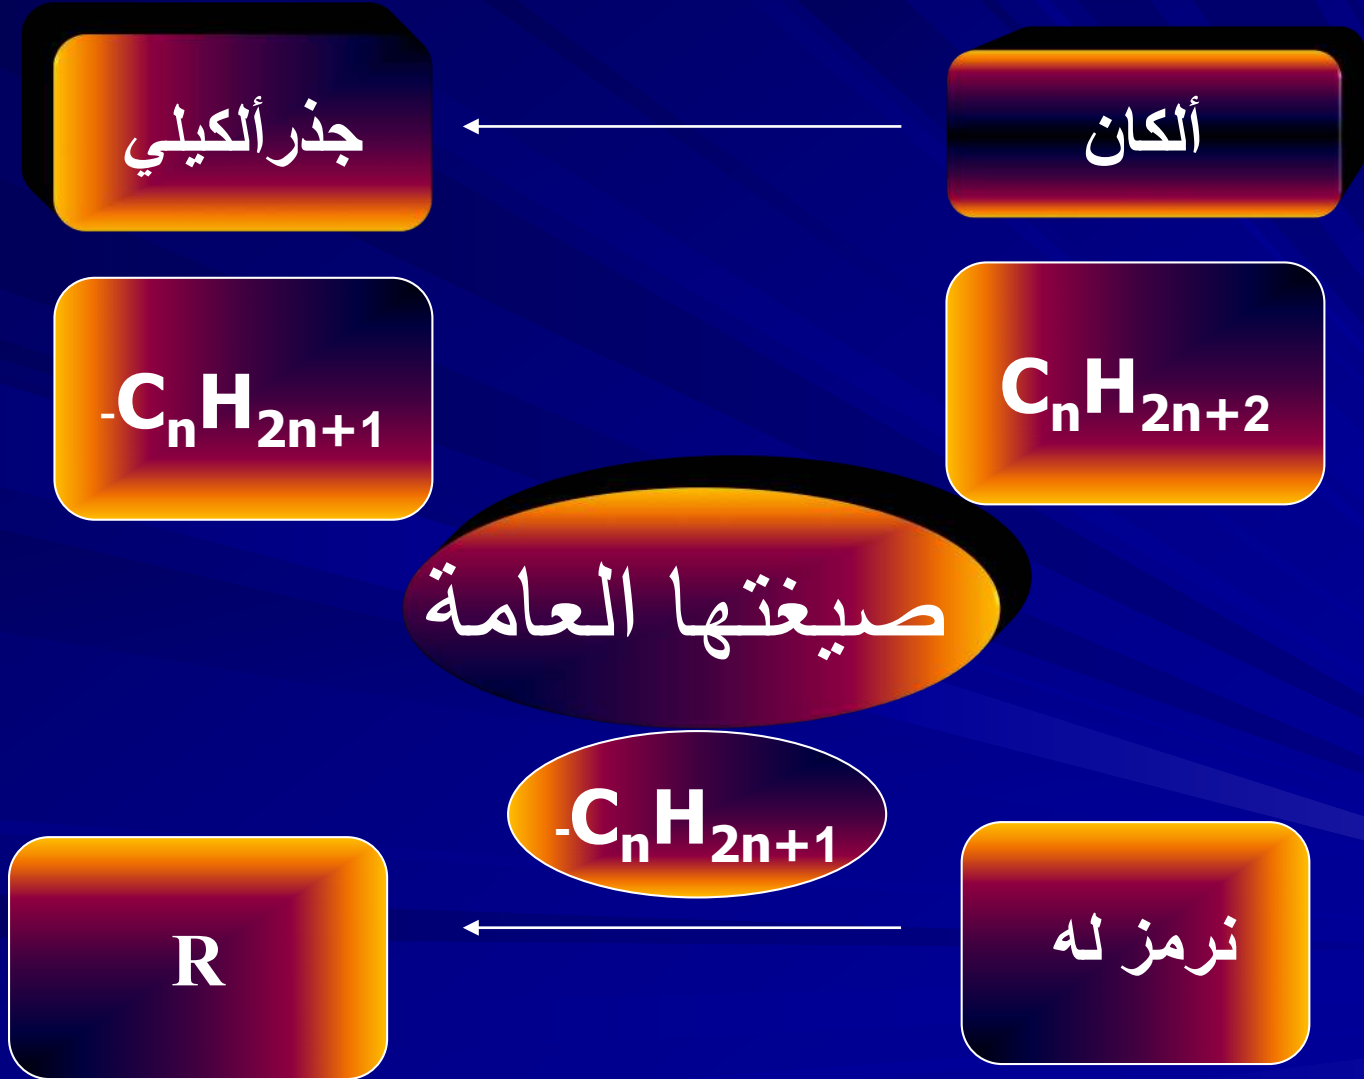 ألكان
جذرألكيلي
CnH2n+2
-CnH2n+1
صيغتها العامة
-CnH2n+1
نرمز له
R